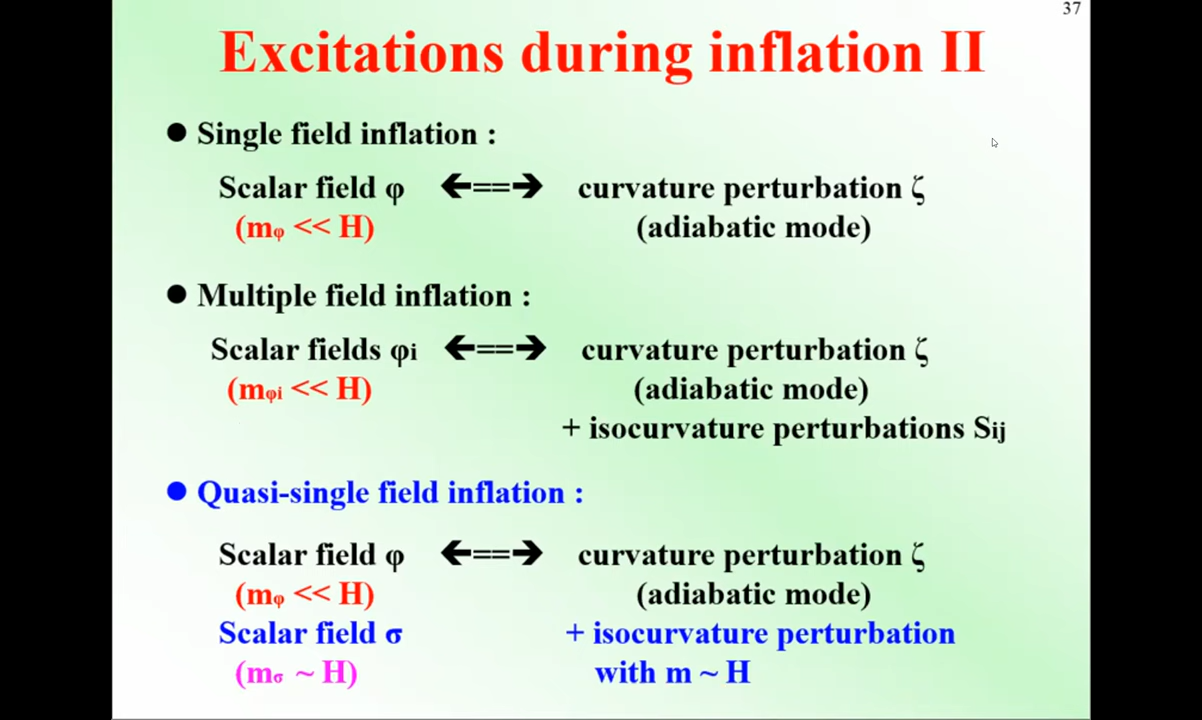 37
Excitations during inflation II
● Single field inflation :
Scalar field φ ←==→ curvature perturbation ζ
(mφ << H) (adiabatic mode)
● Multiple field inflation :
Scalar fields φi ←==→ curvature perturbation ζ
(mφi << H) (adiabatic mode)
+ isocurvature perturbations Sij
● Quasi-single field inflation :
Scalar field φ ←==→ curvature perturbation ζ
(mφ << H) (adiabatic mode)
Scalar field σ + isocurvature perturbation
(mσ ~ H) with m ~ H